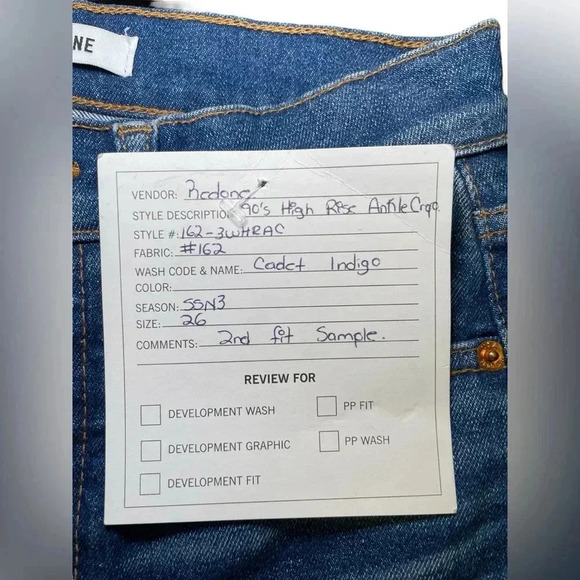 NE
VENDOR: Redone
STYLE DESCRIPTION 90's High Rise Ankle Crop
STYLE #: 162-3WHRAC
FABRIC: #162
WASH CODE & NAME: Cadet Indigo
COLOR:
SEASON: SSN3
SIZE: 26
COMMENTS: 2nd fit Sample.
REVIEW FOR
DEVELOPMENT WASH PP FIT
DEVELOPMENT GRAPHIC PP WASH
DEVELOPMENT FIT